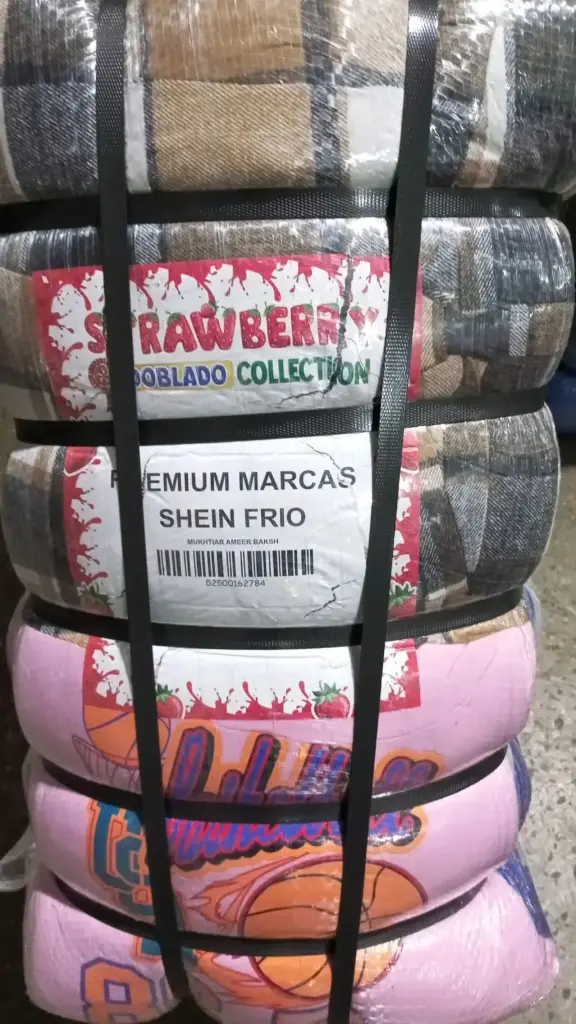 STRAWBERRY
DOBLADO COLLECTION
PREMIUM MARCAS
SHEIN FRIO
MUKHTIAR AMEER BAKSH
52500162784